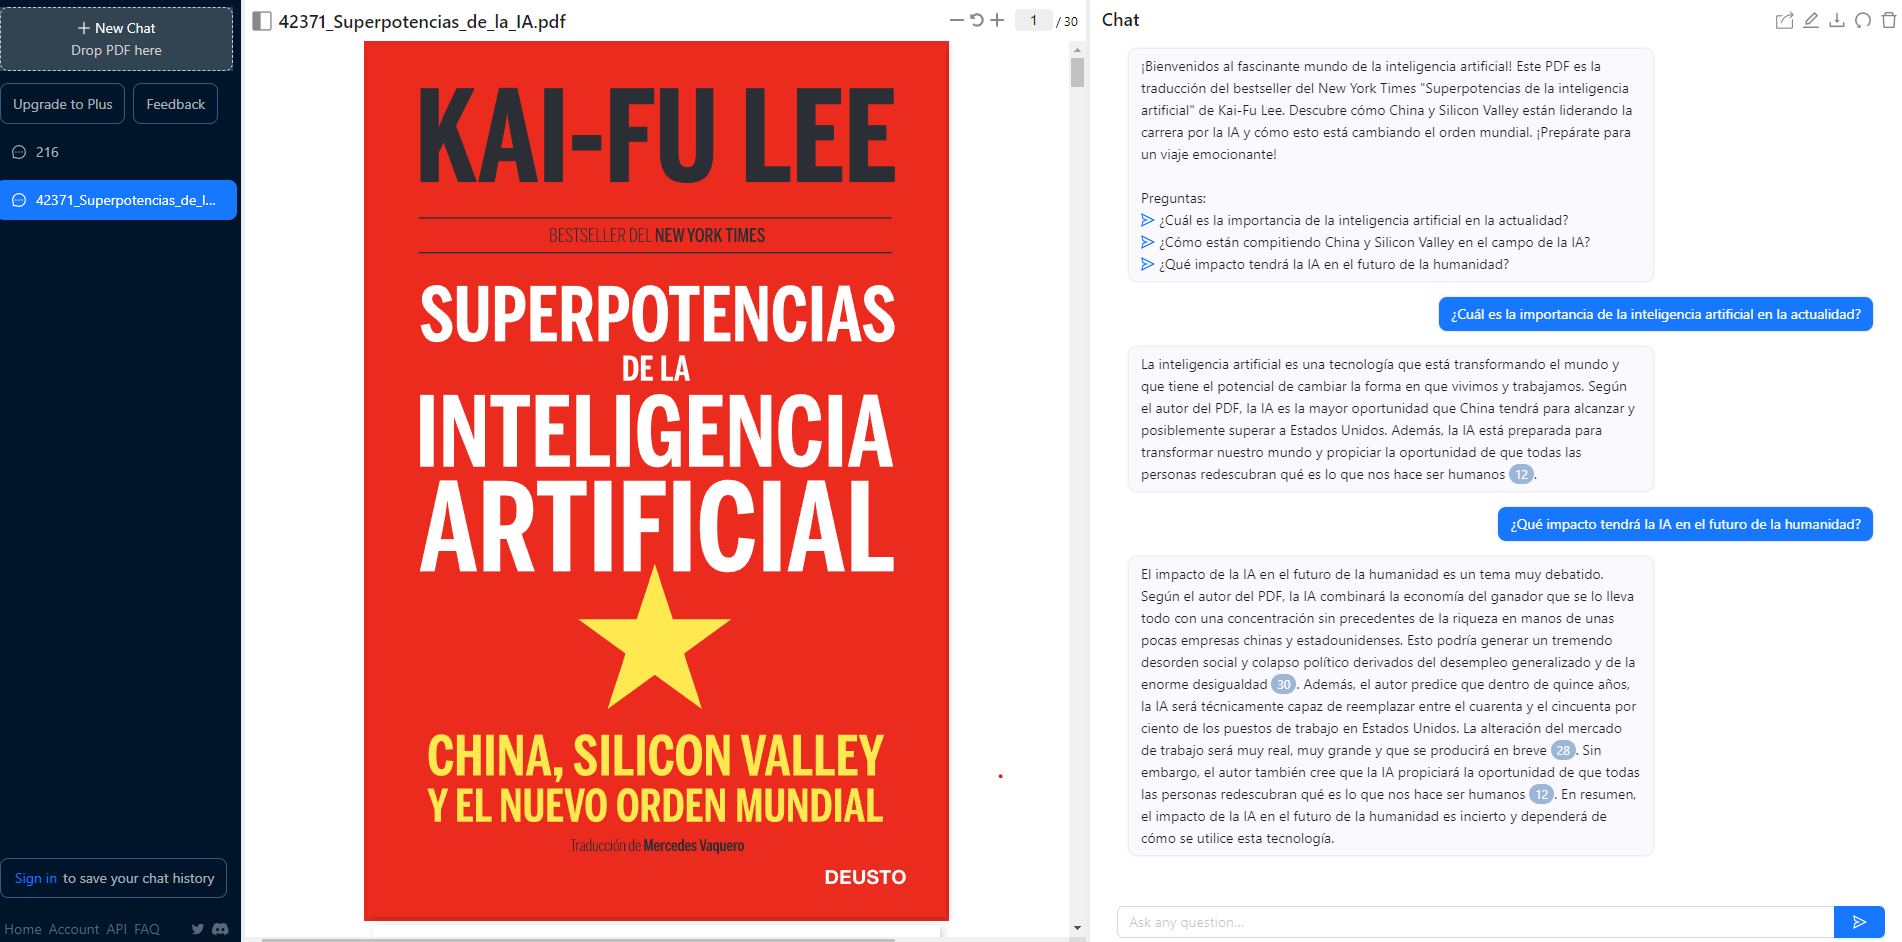 + New Chat
Drop PDF here
Upgrade to Plus
Feedback
216
42371_Superpotencias_de_l...
Sign in to save your chat history
Home Account API FAQ
42371_Superpotencias_de_la_IA.pdf
1 / 30
KAI-FU LEE
BESTSELLER DEL NEW YORK TIMES
SUPERPOTENCIAS
DE LA
INTELIGENCIA
ARTIFICIAL
CHINA, SILICON VALLEY
Y EL NUEVO ORDEN MUNDIAL
Traducción de Mercedes Vaquero
DEUSTO
Chat
¡Bienvenidos al fascinante mundo de la inteligencia artificial! Este PDF es la
traducción del bestseller del New York Times "Superpotencias de la inteligencia
artificial" de Kai-Fu Lee. Descubre cómo China y Silicon Valley están liderando la
carrera por la IA y cómo esto está cambiando el orden mundial. ¡Prepárate para
un viaje emocionante!
Preguntas:
¿Cuál es la importancia de la inteligencia artificial en la actualidad?
¿Cómo están compitiendo China y Silicon Valley en el campo de la IA?
¿Qué impacto tendrá la IA en el futuro de la humanidad?
¿Cuál es la importancia de la inteligencia artificial en la actualidad?
La inteligencia artificial es una tecnología que está transformando el mundo y
que tiene el potencial de cambiar la forma en que vivimos y trabajamos. Según
el autor del PDF, la IA es la mayor oportunidad que China tendrá para alcanzar y
posiblemente superar a Estados Unidos. Además, la IA está preparada para
transformar nuestro mundo y propiciar la oportunidad de que todas las
personas redescubran qué es lo que nos hace ser humanos 12.
¿Qué impacto tendrá la IA en el futuro de la humanidad?
El impacto de la IA en el futuro de la humanidad es un tema muy debatido.
Según el autor del PDF, la IA combinará la economía del ganador que se lo lleva
todo con una concentración sin precedentes de la riqueza en manos de unas
pocas empresas chinas y estadounidenses. Esto podría generar un tremendo
desorden social y colapso político derivados del desempleo generalizado y de la
enorme desigualdad 30. Además, el autor predice que dentro de quince años,
la IA será técnicamente capaz de reemplazar entre el cuarenta y el cincuenta por
ciento de los puestos de trabajo en Estados Unidos. La alteración del mercado
de trabajo será muy real, muy grande y que se producirá en breve 28. Sin
embargo, el autor también cree que la IA propiciará la oportunidad de que todas
las personas redescubran qué es lo que nos hace ser humanos 12. En resumen,
el impacto de la IA en el futuro de la humanidad es incierto y dependerá de
cómo se utilice esta tecnología.
Ask any question...